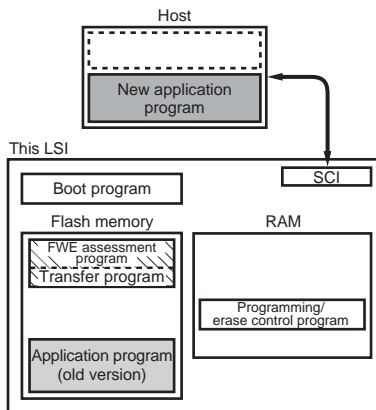 Host
New application
program
This LSI
SCI
Boot program
Flash memory
RAM
FWE assessment
program
Transfer program
Programming/
erase control program
Application program
(old version)